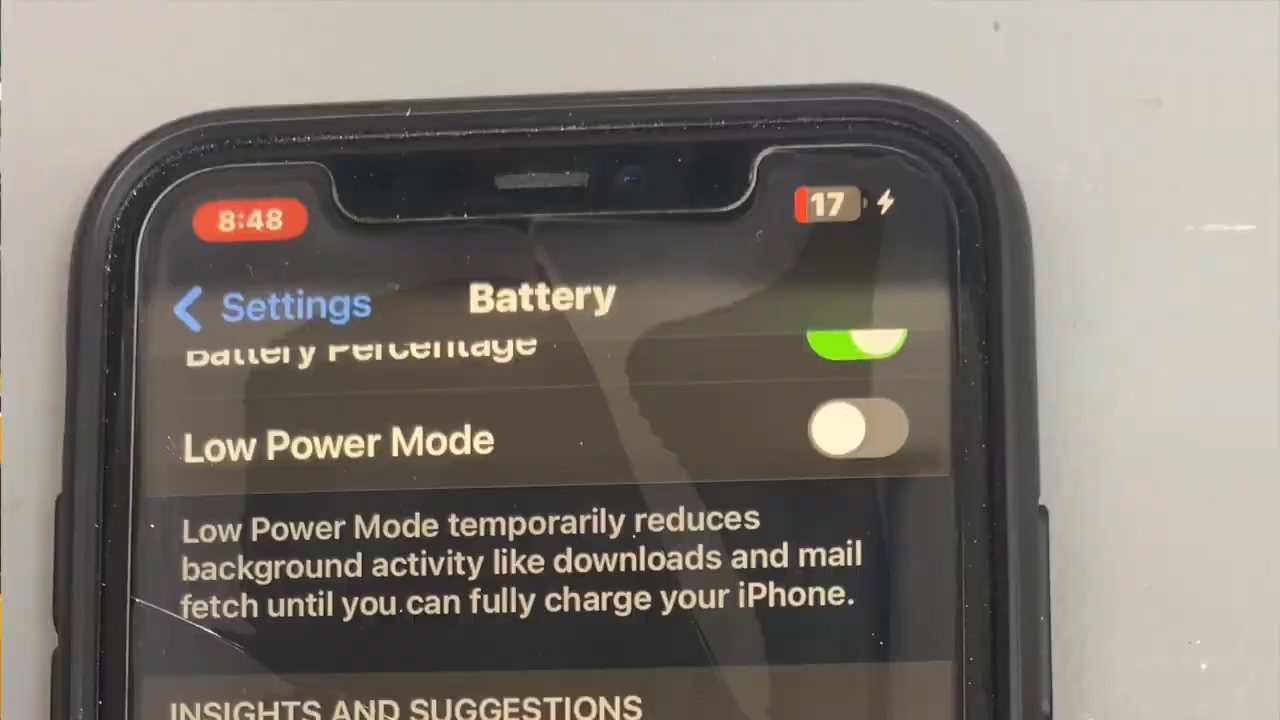 8:48
17
Settings
Battery
Battery Percentage
Low Power Mode
Low Power Mode temporarily reduces
background activity like downloads and mail
fetch until you can fully charge your iPhone.
INSIGHTS AND SUGGESTIONS